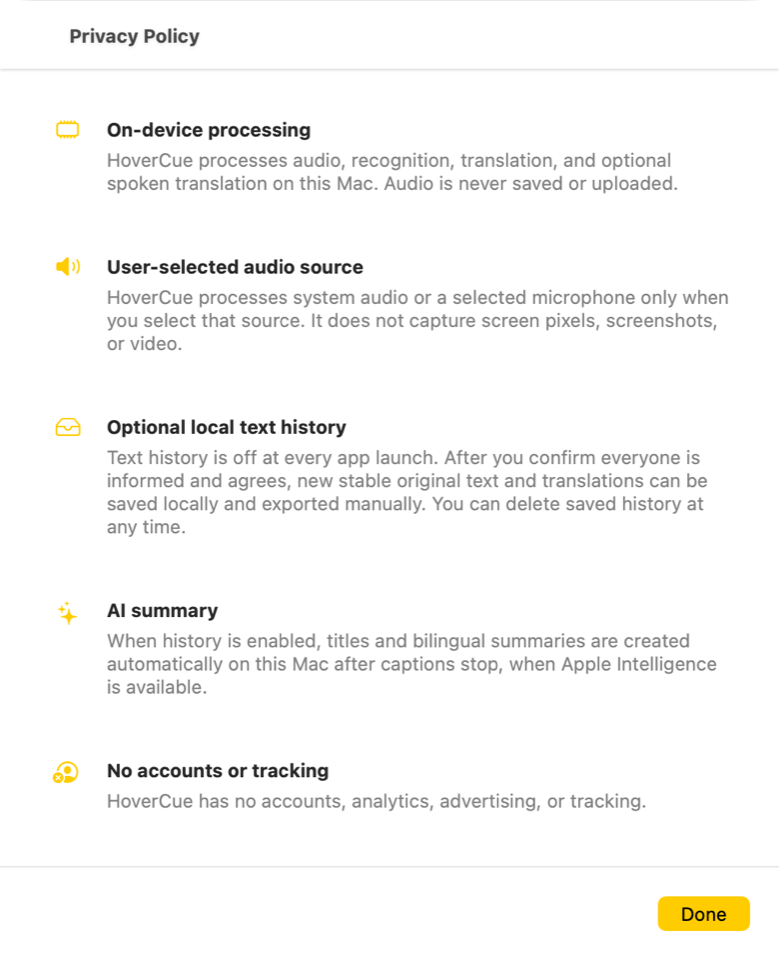 Privacy Policy
On-device processing
HoverCue processes audio, recognition, translation, and optional
spoken translation on this Mac. Audio is never saved or uploaded.
User-selected audio source
HoverCue processes system audio or a selected microphone only when
you select that source. It does not capture screen pixels, screenshots,
or video.
Optional local text history
Text history is off at every app launch. After you confirm everyone is
informed and agrees, new stable original text and translations can be
saved locally and exported manually. You can delete saved history at
any time.
AI summary
When history is enabled, titles and bilingual summaries are created
automatically on this Mac after captions stop, when Apple Intelligence
is available.
No accounts or tracking
HoverCue has no accounts, analytics, advertising, or tracking.
Done